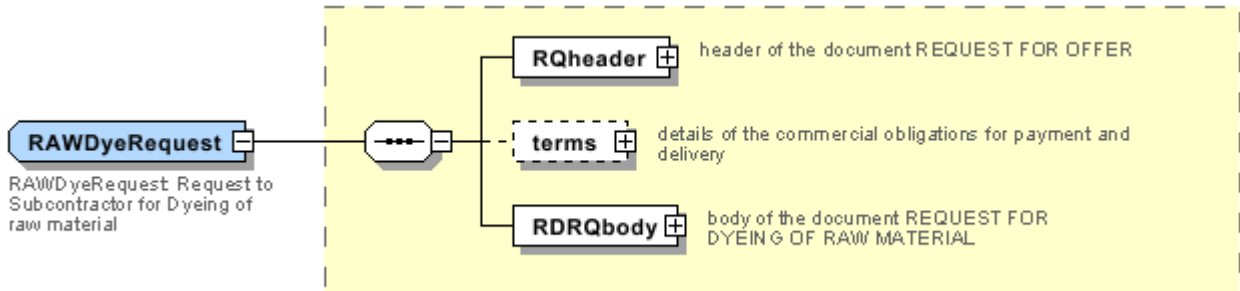 RQheader
header of the document REQUEST FOR OFFER
RAWDyeRequest
RAWDyeRequest: Request to
Subcontractor for Dyeing of
raw material
terms
details of the commercial obligations for payment and
delivery
RDRQbody
body of the document REQUEST FOR
DYEING OF RAW MATERIAL